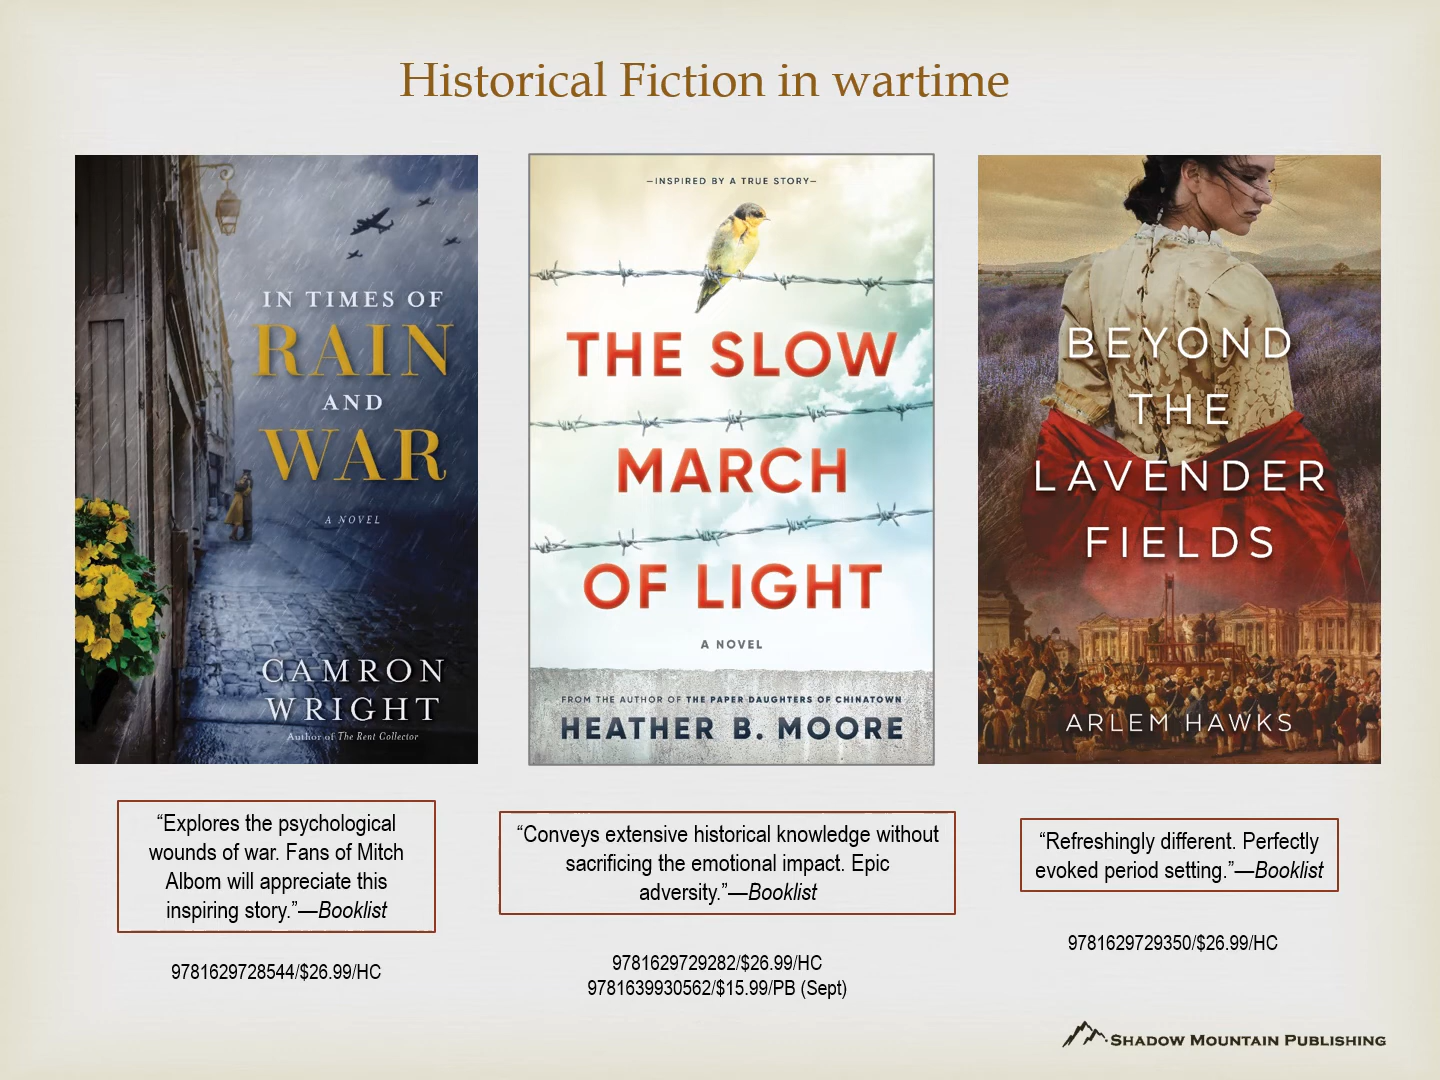 Historical Fiction in wartime
IN TIMES OF
RAIN
AND
WAR
A NOVEL
CAMRON
WRIGHT
Author of The Rent Collector
“Explores the psychological
wounds of war. Fans of Mitch
Albom will appreciate this
inspiring story.”—Booklist
9781629728544/$26.99/HC
—INSPIRED BY A TRUE STORY—
THE SLOW
MARCH
OF LIGHT
A NOVEL
FROM THE AUTHOR OF THE PAPER DAUGHTERS OF CHINATOWN
HEATHER B. MOORE
“Conveys extensive historical knowledge without
sacrificing the emotional impact. Epic
adversity.”—Booklist
9781629729282/$26.99/HC
9781639930562/$15.99/PB (Sept)
BEYOND
THE
LAVENDER
FIELDS
ARLEM HAWKS
“Refreshingly different. Perfectly
evoked period setting.”—Booklist
9781629729350/$26.99/HC
SHADOW MOUNTAIN PUBLISHING